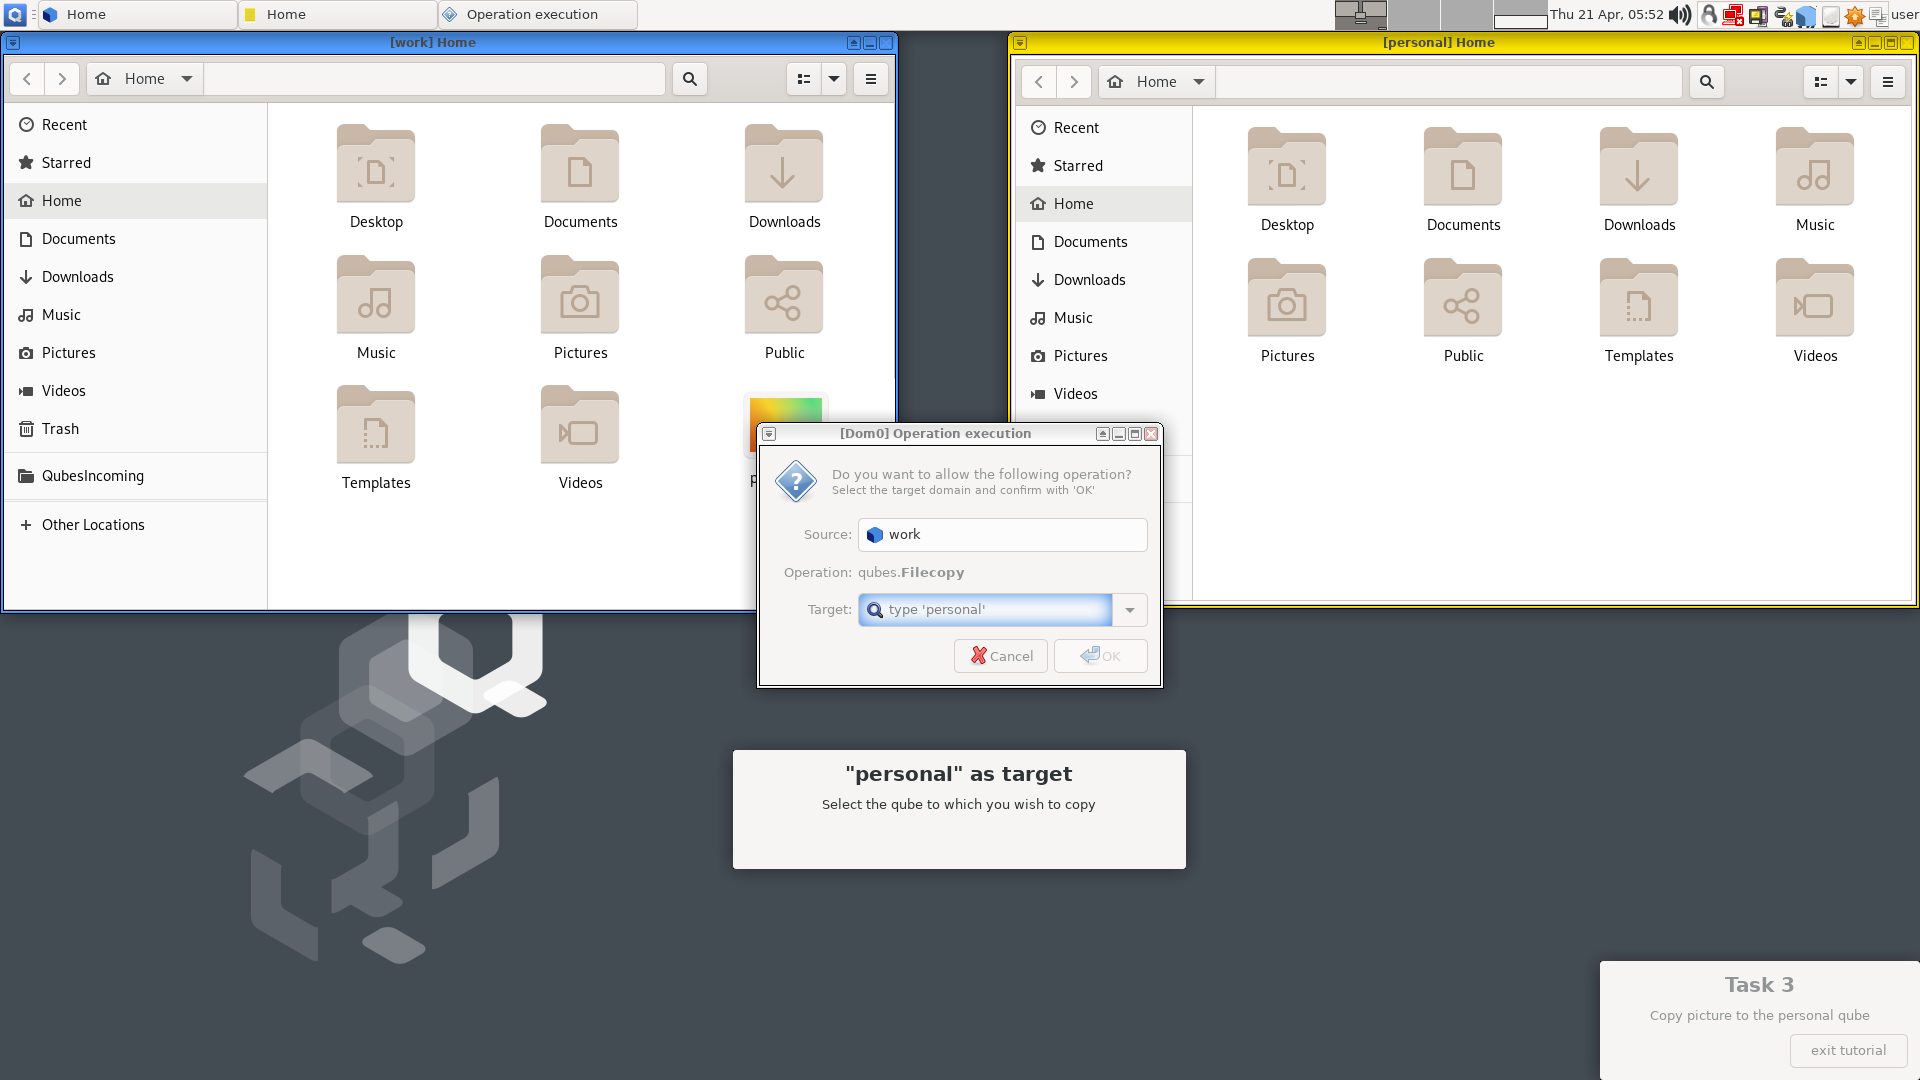 Home
Home
Operation execution
Thu 21 Apr, 05:52
user
[work] Home
Home
Recent
Starred
Home
Documents
Downloads
Music
Pictures
Videos
Trash
QubesIncoming
Other Locations
Desktop
Documents
Downloads
Music
Pictures
Public
Templates
Videos
[personal] Home
Home
Recent
Starred
Home
Documents
Downloads
Music
Pictures
Videos
Desktop
Documents
Downloads
Music
Pictures
Public
Templates
Videos
[Dom0] Operation execution
Do you want to allow the following operation?
Select the target domain and confirm with 'OK'
Source: work
Operation: qubes.Filecopy
Target: type 'personal'
Cancel
OK
"personal" as target
Select the qube to which you wish to copy
Task 3
Copy picture to the personal qube
exit tutorial